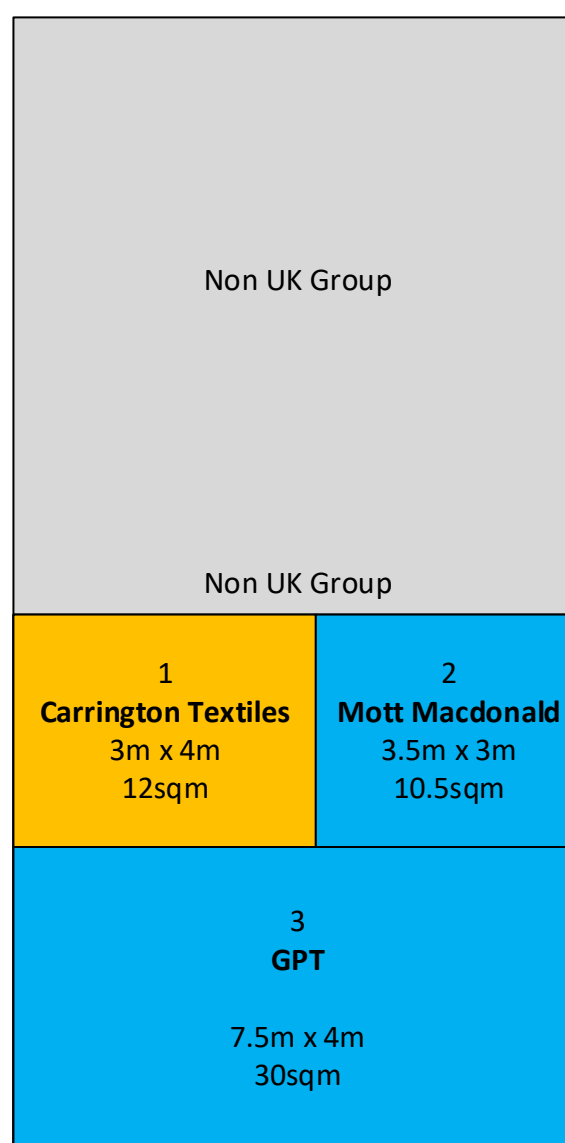 Non UK Group
Non UK Group
1
Carrington Textiles
3m x 4m
12sqm
2
Mott Macdonald
3.5m x 3m
10.5sqm
3
GPT
7.5m x 4m
30sqm